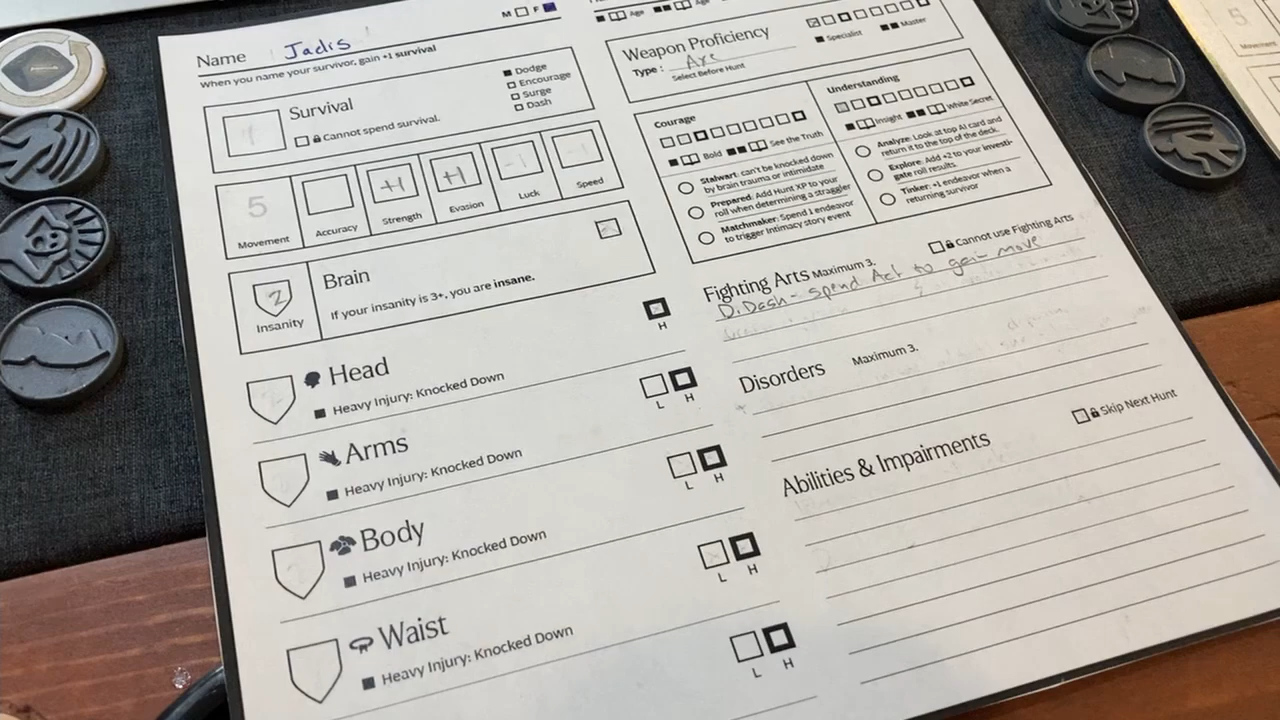 M F
Name Jadis
When you name your survivor, gain +1 survival
Survival
Cannot spend survival.
Dodge
Encourage
Surge
Dash
5 +1 +1 -1 -1
Movement Accuracy Strength Evasion Luck Speed
2
Insanity
Brain
If your insanity is 3+, you are insane.
H
Head
Heavy Injury: Knocked Down
L H
Arms
Heavy Injury: Knocked Down
L H
Body
Heavy Injury: Knocked Down
L H
Waist
Heavy Injury: Knocked Down
L H
Age Age
Weapon Proficiency
Type: Axe
Select Before Hunt
Specialist Master
Courage
Bold See the Truth
Stalwart: can't be knocked down
by brain trauma or intimidate
Prepared: Add Hunt XP to your
roll when determining a straggler
Matchmaker: Spend 1 endeavor
to trigger Intimacy story event
Understanding
Insight White Secret
Analyze: Look at top AI card and
return it to the top of the deck.
Explore: Add +2 to your investi-
gate roll results.
Tinker: +1 endeavor when a
returning survivor
Cannot use Fighting Arts
Fighting Arts Maximum 3.
D.Dash - spend Act to gain move
Disorders Maximum 3.
Skip Next Hunt
Abilities & Impairments
5
Movement